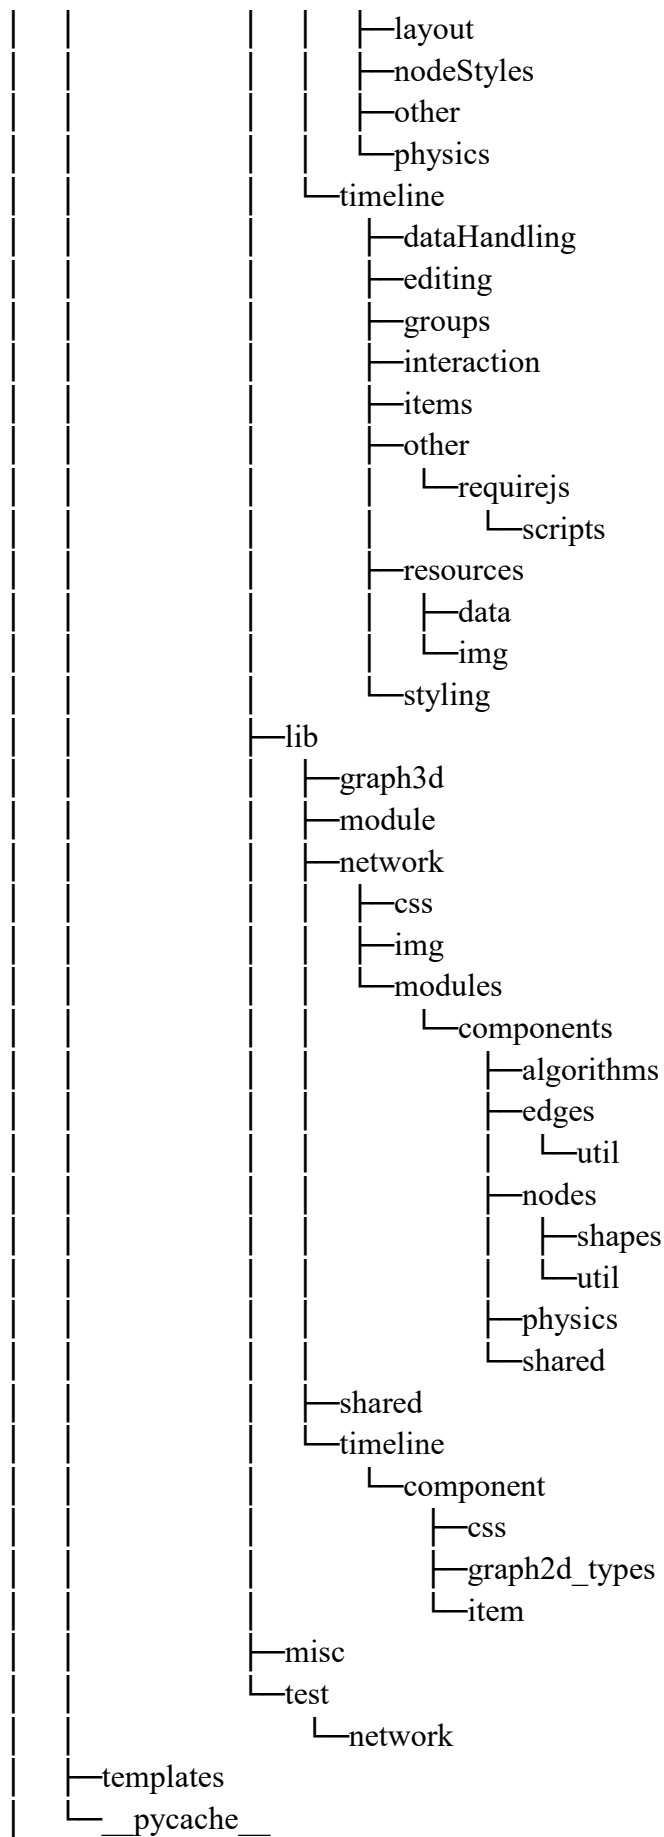 layout
nodeStyles
other
physics
timeline
dataHandling
editing
groups
interaction
items
other
requirejs
scripts
resources
data
img
styling
lib
graph3d
module
network
css
img
modules
components
algorithms
edges
util
nodes
shapes
util
physics
shared
shared
timeline
component
css
graph2d_types
item
misc
test
network
templates
__pycache__